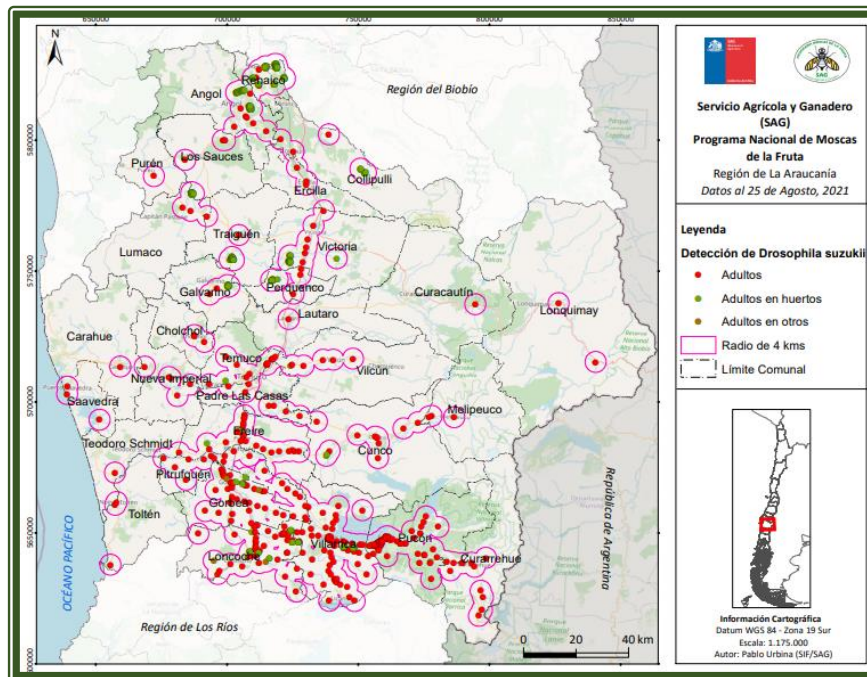 650000 700000 750000 800000 850000
N
Región del Biobío
Renaico
Angol
Los Sauces
Purén
Collipulli
Ercilla
Traiguén
Victoria
Lumaco
Galvarino
Perquenco
Curacautín
Lonquimay
Lautaro
Carahue
Cholchol
Temuco
Vilcún
Nueva Imperial
Padre Las Casas
Saavedra
Melipeuco
Freire
Teodoro Schmidt
Cunco
Pitrufquén
Gorbea
Toltén
Villarrica
Pucón
Loncoche
Curarrehue
OCÉANO PACÍFICO
República de Argentina
Región de Los Ríos
0 20 40 km
5800000
5750000
5700000
5650000
SAG
Servicio Agrícola y Ganadero
(SAG)
Programa Nacional de Moscas
de la Fruta
Región de La Araucanía
Datos al 25 de Agosto, 2021
Leyenda
Detección de Drosophila suzukii
Adultos
Adultos en huertos
Adultos en otros
Radio de 4 kms
Límite Comunal
Información Cartográfica
Datum WGS 84 - Zona 19 Sur
Escala: 1.175.000
Autor: Pablo Urbina (SIF/SAG)